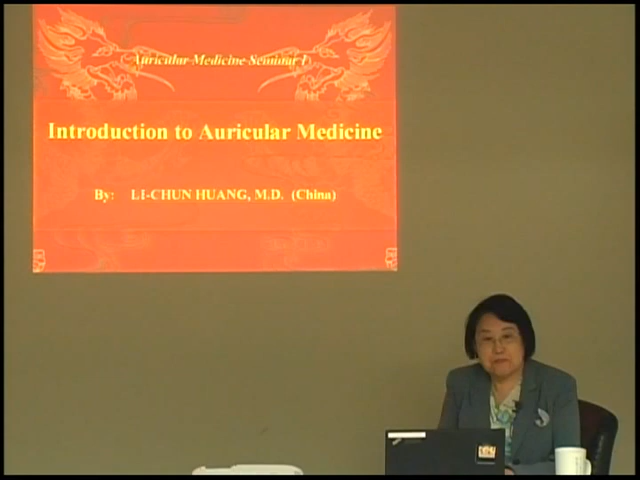 Auricular Medicine Seminar I
Introduction to Auricular Medicine
By: LI-CHUN HUANG, M.D. (China)